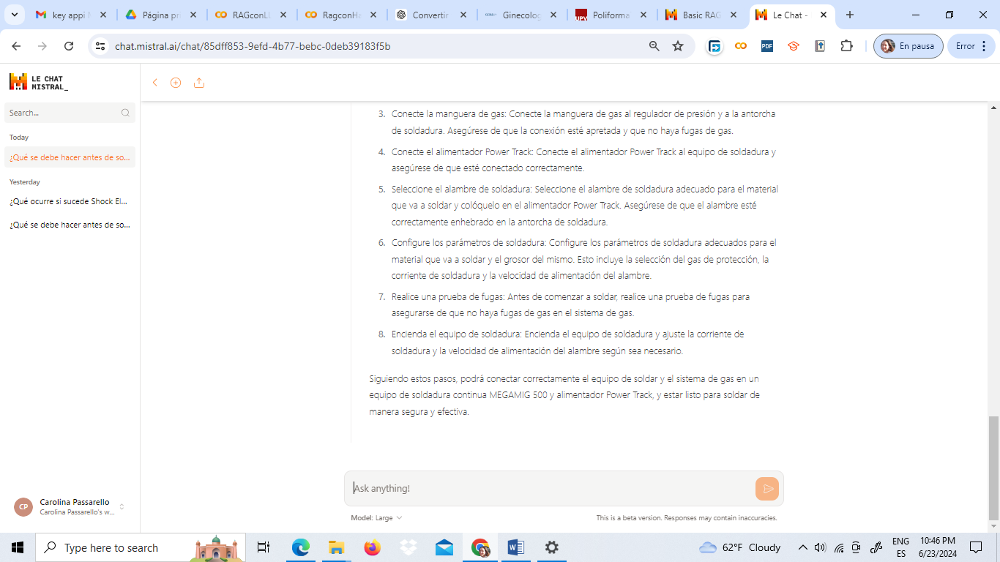 key appi M
Página pri
RAGconLL
RagconHa
Convertir
Ginecolog
UPV
Poliforma
Basic RAG
Le Chat -
chat.mistral.ai/chat/85dff853-9efd-4b77-bebc-0deb39183f5b
PDF
En pausa
Error
LE CHAT
MISTRAL_
Search...
Today
¿Qué se debe hacer antes de so...
Yesterday
¿Qué ocurre si sucede Shock El...
¿Qué se debe hacer antes de so...
3. Conecte la manguera de gas: Conecte la manguera de gas al regulador de presión y a la antorcha
de soldadura. Asegúrese de que la conexión esté apretada y que no haya fugas de gas.
4. Conecte el alimentador Power Track: Conecte el alimentador Power Track al equipo de soldadura y
asegúrese de que esté conectado correctamente.
5. Seleccione el alambre de soldadura: Seleccione el alambre de soldadura adecuado para el material
que va a soldar y colóquelo en el alimentador Power Track. Asegúrese de que el alambre esté
correctamente enhebrado en la antorcha de soldadura.
6. Configure los parámetros de soldadura: Configure los parámetros de soldadura adecuados para el
material que va a soldar y el grosor del mismo. Esto incluye la selección del gas de protección, la
corriente de soldadura y la velocidad de alimentación del alambre.
7. Realice una prueba de fugas: Antes de comenzar a soldar, realice una prueba de fugas para
asegurarse de que no haya fugas de gas en el sistema de gas.
8. Encienda el equipo de soldadura: Encienda el equipo de soldadura y ajuste la corriente de
soldadura y la velocidad de alimentación del alambre según sea necesario.
Siguiendo estos pasos, podrá conectar correctamente el equipo de soldar y el sistema de gas en un
equipo de soldadura continua MEGAMIG 500 y alimentador Power Track, y estar listo para soldar de
manera segura y efectiva.
Ask anything!
Model: Large
This is a beta version. Responses may contain inaccuracies.
CP
Carolina Passarello
Carolina Passarello's w...
Type here to search
62°F Cloudy
ENG
ES
10:46 PM
6/23/2024